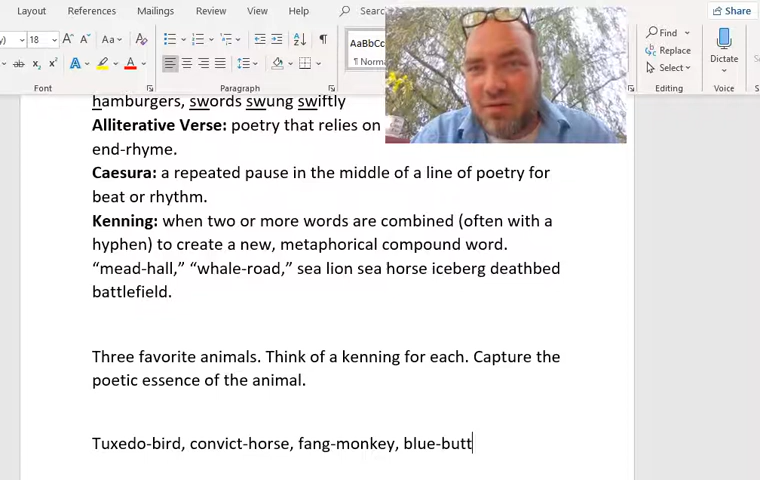 Layout References Mailings Review View Help Searc Share
18 Aa AaBbCc Find Dictate
¶ Norma Replace
Select
Font Paragraph Editing Voice
hamburgers, swords swung swiftly
Alliterative Verse: poetry that relies on
end-rhyme.
Caesura: a repeated pause in the middle of a line of poetry for
beat or rhythm.
Kenning: when two or more words are combined (often with a
hyphen) to create a new, metaphorical compound word.
“mead-hall,” “whale-road,” sea lion sea horse iceberg deathbed
battlefield.
Three favorite animals. Think of a kenning for each. Capture the
poetic essence of the animal.
Tuxedo-bird, convict-horse, fang-monkey, blue-butt